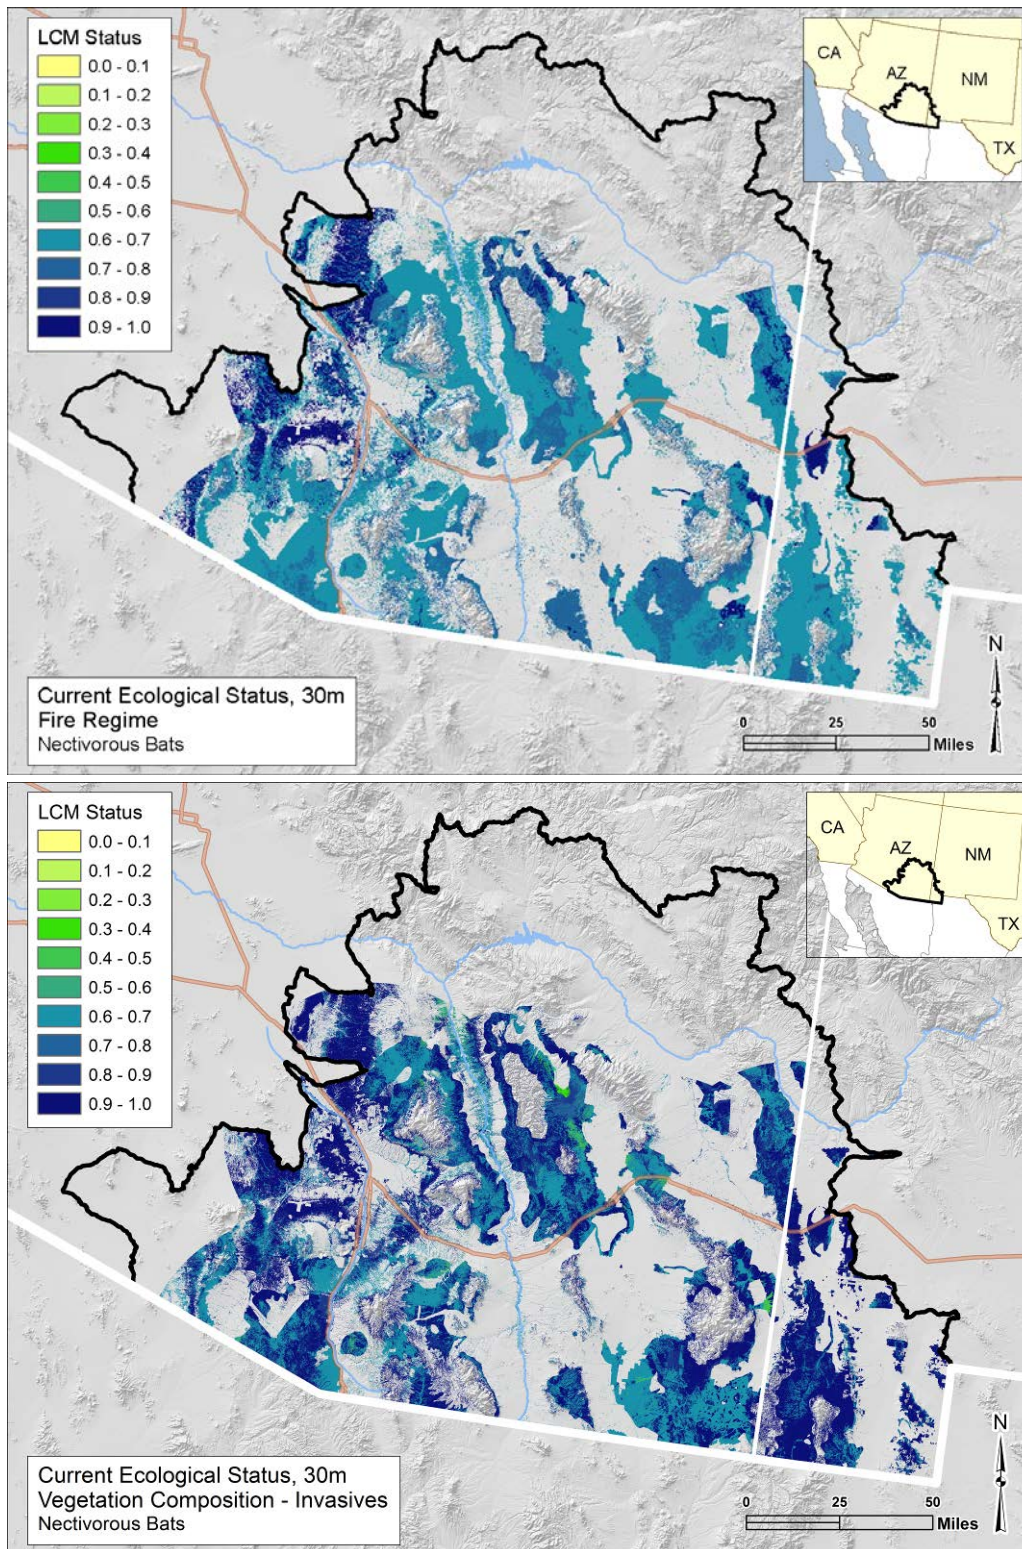 LCM Status
0.0 - 0.1
0.1 - 0.2
0.2 - 0.3
0.3 - 0.4
0.4 - 0.5
0.5 - 0.6
0.6 - 0.7
0.7 - 0.8
0.8 - 0.9
0.9 - 1.0
CA
AZ
NM
TX
N
0 25 50
Miles
Current Ecological Status, 30m
Fire Regime
Nectivorous Bats
LCM Status
0.0 - 0.1
0.1 - 0.2
0.2 - 0.3
0.3 - 0.4
0.4 - 0.5
0.5 - 0.6
0.6 - 0.7
0.7 - 0.8
0.8 - 0.9
0.9 - 1.0
CA
AZ
NM
TX
N
0 25 50
Miles
Current Ecological Status, 30m
Vegetation Composition - Invasives
Nectivorous Bats